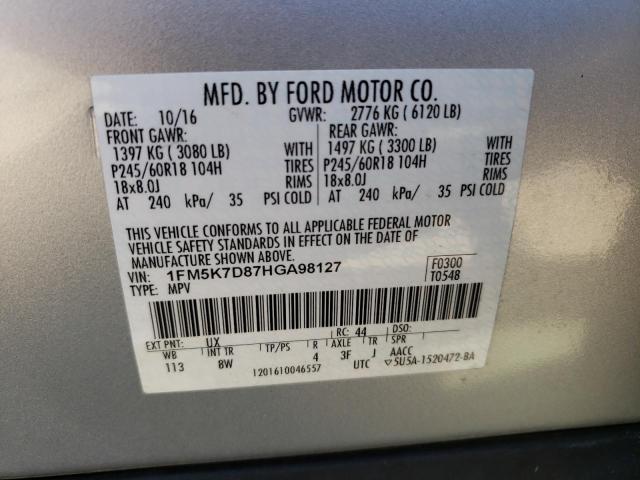 MFD. BY FORD MOTOR CO.
DATE: 10/16 GVWR: 2776 KG ( 6120 LB)
FRONT GAWR: REAR GAWR:
1397 KG ( 3080 LB) WITH 1497 KG ( 3300 LB) WITH
P245/60R18 104H TIRES P245/60R18 104H TIRES
18x8.0J RIMS 18x8.0J RIMS
AT 240 kPa/ 35 PSI COLD AT 240 kPa/ 35 PSI COLD
THIS VEHICLE CONFORMS TO ALL APPLICABLE FEDERAL MOTOR
VEHICLE SAFETY STANDARDS IN EFFECT ON THE DATE OF
MANUFACTURE SHOWN ABOVE.
VIN: 1FM5K7D87HGA98127 F0300
TYPE: MPV T0548
EXT PNT: UX RC: 44 DSO:
WB INT TR TP/PS R AXLE TR SPR
113 8W 4 3F J AACC
1201610046557 UTC ▽5U5A-1520472-BA